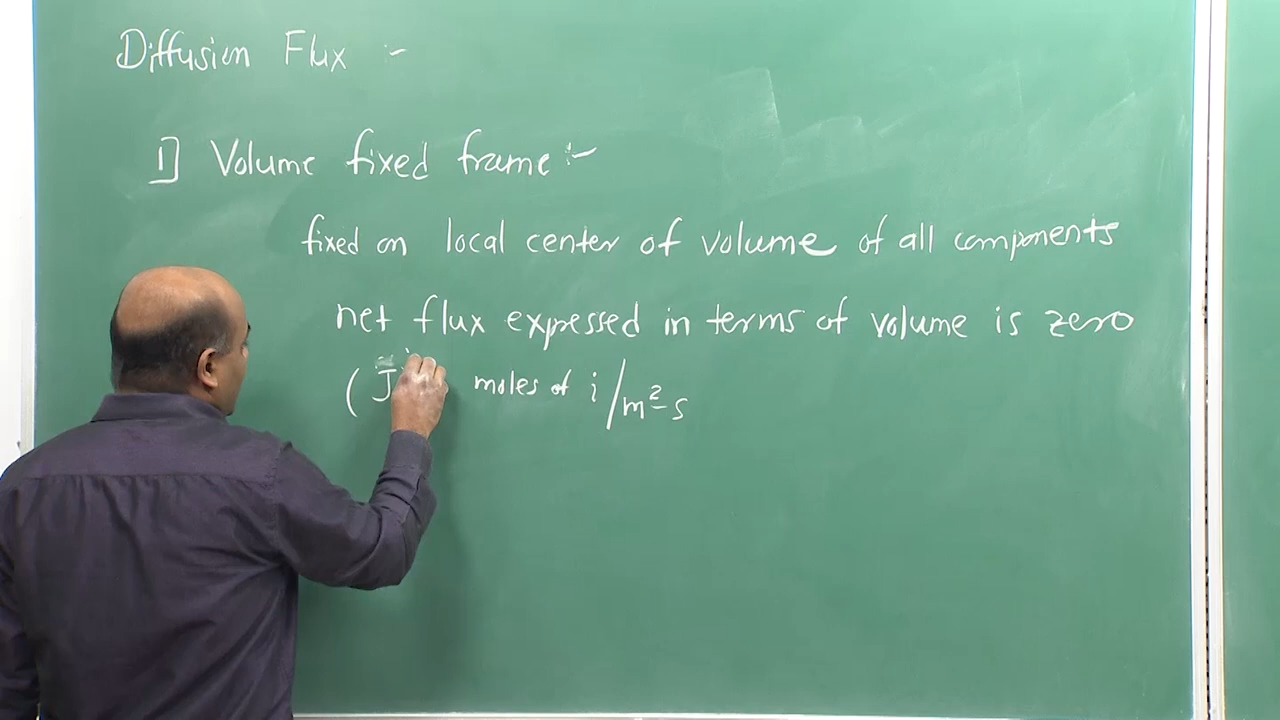 Diffusion Flux :-
1] Volume fixed frame :-
fixed on local center of volume of all components
net flux expressed in terms of volume is zero
( J moles of i/m²-s